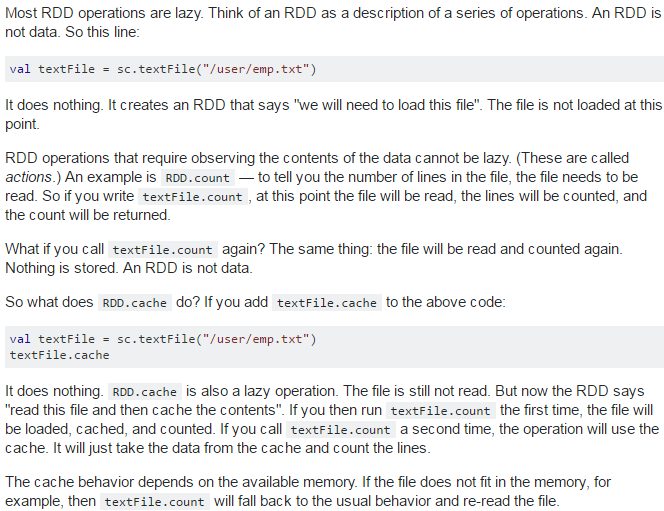 Most RDD operations are lazy. Think of an RDD as a description of a series of operations. An RDD is
not data. So this line:
val textFile = sc.textFile("/user/emp.txt")
It does nothing. It creates an RDD that says "we will need to load this file". The file is not loaded at this
point.
RDD operations that require observing the contents of the data cannot be lazy. (These are called
actions.) An example is RDD.count — to tell you the number of lines in the file, the file needs to be
read. So if you write textFile.count , at this point the file will be read, the lines will be counted, and
the count will be returned.
What if you call textFile.count again? The same thing: the file will be read and counted again.
Nothing is stored. An RDD is not data.
So what does RDD.cache do? If you add textFile.cache to the above code:
val textFile = sc.textFile("/user/emp.txt")
textFile.cache
It does nothing. RDD.cache is also a lazy operation. The file is still not read. But now the RDD says
"read this file and then cache the contents". If you then run textFile.count the first time, the file will
be loaded, cached, and counted. If you call textFile.count a second time, the operation will use the
cache. It will just take the data from the cache and count the lines.
The cache behavior depends on the available memory. If the file does not fit in the memory, for
example, then textFile.count will fall back to the usual behavior and re-read the file.